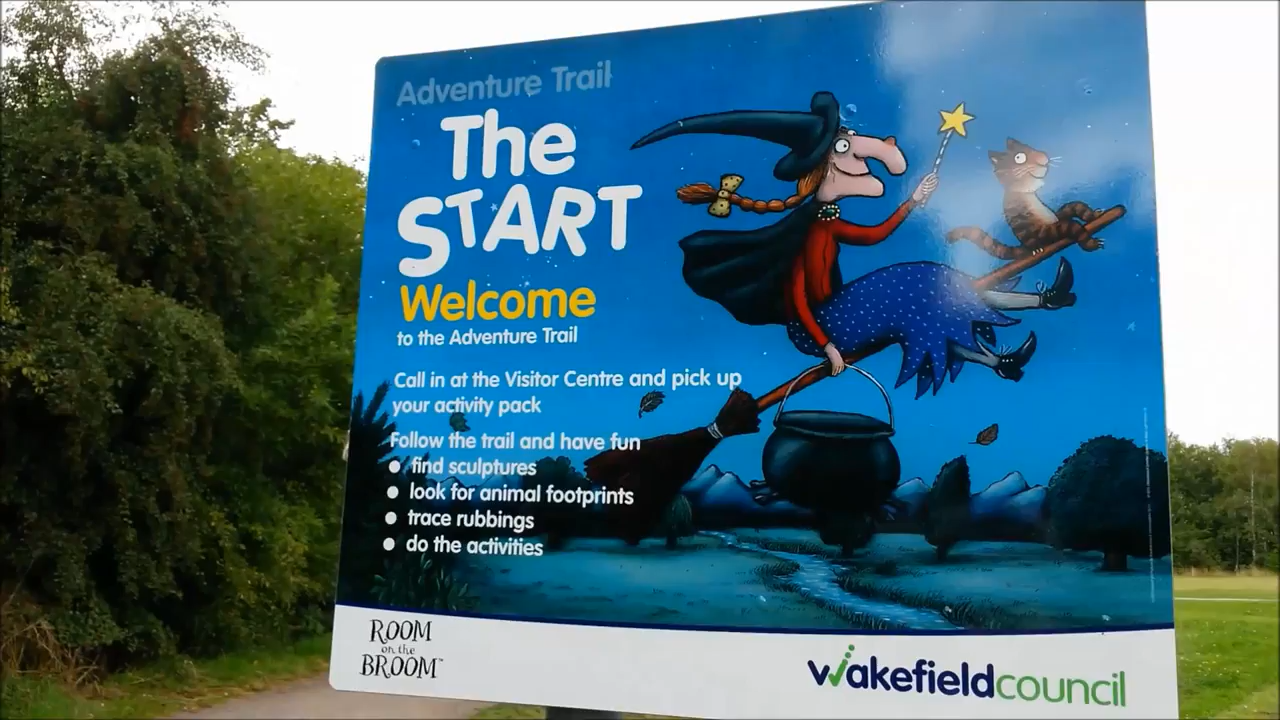 Adventure Trail
The
START
Welcome
to the Adventure Trail
Call in at the Visitor Centre and pick up
your activity pack
Follow the trail and have fun
• find sculptures
• look for animal footprints
• trace rubbings
• do the activities
ROOM
on the
BROOM™
wakefieldcouncil